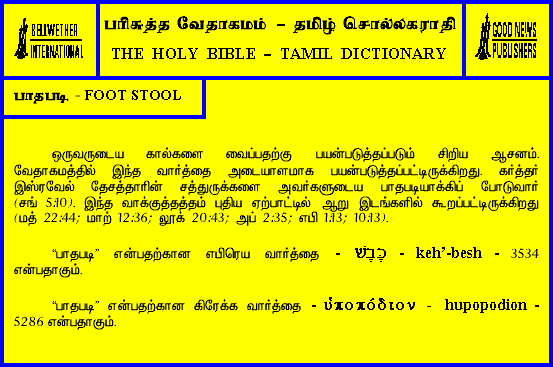 BELLWETHER
INTERNATIONAL
பரிசுத்த வேதாகமம் – தமிழ் சொல்லகராதி
THE HOLY BIBLE – TAMIL DICTIONARY
GOOD NEWS
PUBLISHERS
பாதபடி - FOOT STOOL
ஒருவருடைய கால்களை வைப்பதற்கு பயன்படுத்தப்படும் சிறிய ஆசனம்.
வேதாகமத்தில் இந்த வார்த்தை அடையாளமாக பயன்படுத்தப்பட்டிருக்கிறது. கர்த்தர்
இஸ்ரவேல் தேசத்தாரின் சத்துருக்களை அவர்களுடைய பாதபடியாக்கிப் போடுவார்
(சங் 5:10). இந்த வாக்குத்தத்தம் புதிய ஏற்பாட்டில் ஆறு இடங்களில் கூறப்பட்டிருக்கிறது
(மத் 22:44; மாற் 12:36; லூக் 20:43; அப் 2:35; எபி 1:13; 10:13).
“பாதபடி” என்பதற்கான எபிரெய வார்த்தை - כֶּבֶשׁ - keh’-besh - 3534
என்பதாகும்.
“பாதபடி” என்பதற்கான கிரேக்க வார்த்தை - ὑποπόδιον - hupopodion -
5286 என்பதாகும்.